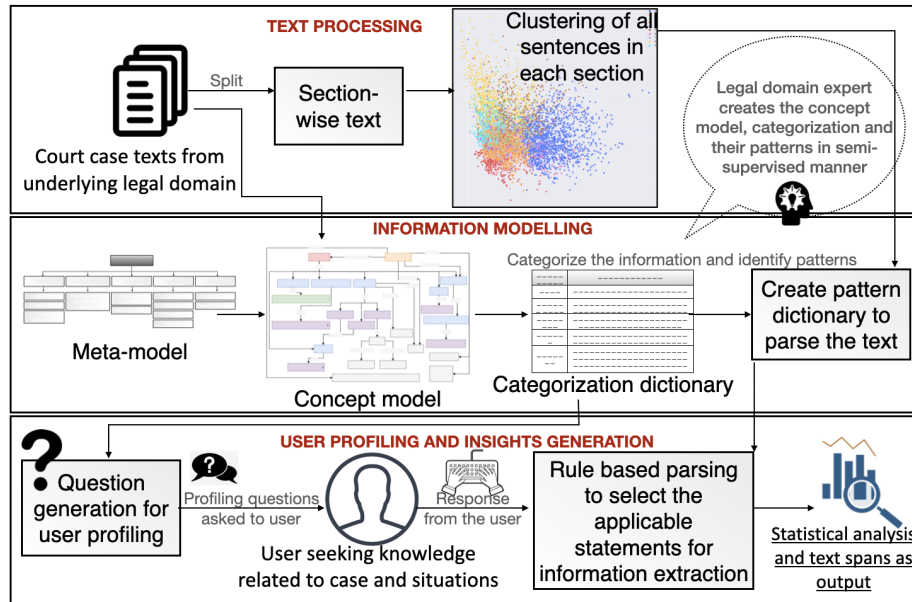 TEXT PROCESSING
Clustering of all
sentences in
each section
Split
Section-
wise text
Court case texts from
underlying legal domain
Legal domain expert
creates the concept
model, categorization and
their patterns in semi-
supervised manner
INFORMATION MODELLING
Categorize the information and identify patterns
Meta-model
Concept model
Categorization dictionary
Create pattern
dictionary to
parse the text
USER PROFILING AND INSIGHTS GENERATION
?
Question
generation for
user profiling
?
Profiling questions
asked to user
User seeking knowledge
related to case and situations
Response
from the user
Rule based parsing
to select the
applicable
statements for
information extraction
Statistical analysis
and text spans as
output